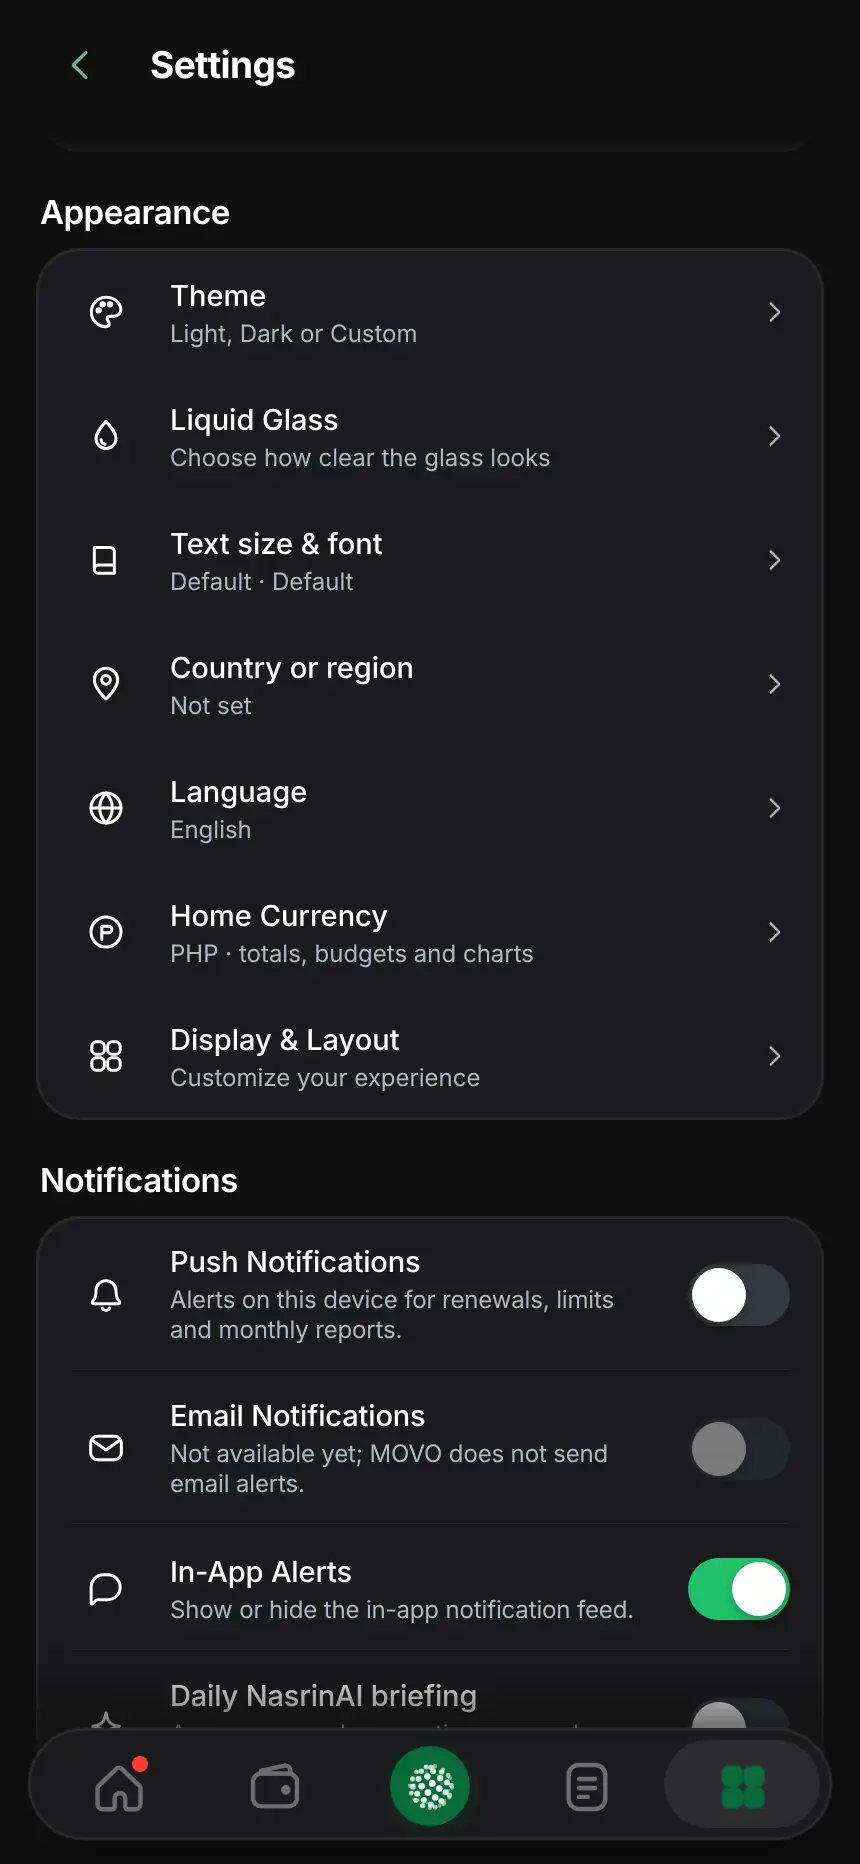 Settings
Appearance
Theme
Light, Dark or Custom
Liquid Glass
Choose how clear the glass looks
Text size & font
Default · Default
Country or region
Not set
Language
English
Home Currency
PHP · totals, budgets and charts
Display & Layout
Customize your experience
Notifications
Push Notifications
Alerts on this device for renewals, limits
and monthly reports.
Email Notifications
Not available yet; MOVO does not send
email alerts.
In-App Alerts
Show or hide the in-app notification feed.
Daily NasrinAI briefing